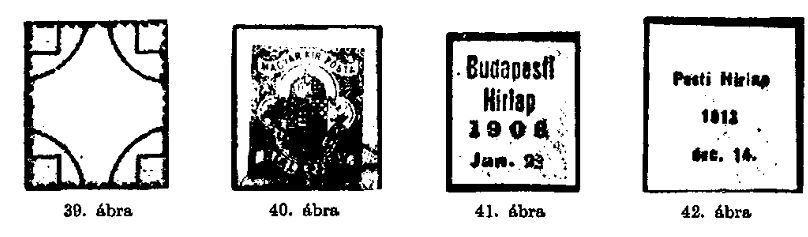 MAGYAR KIR. POSTA
Budapesti
Hirlap
1908
Jan. 23
Pesti Hirlap
1913
dec. 14.
39. ábra
40. ábra
41. ábra
42. ábra